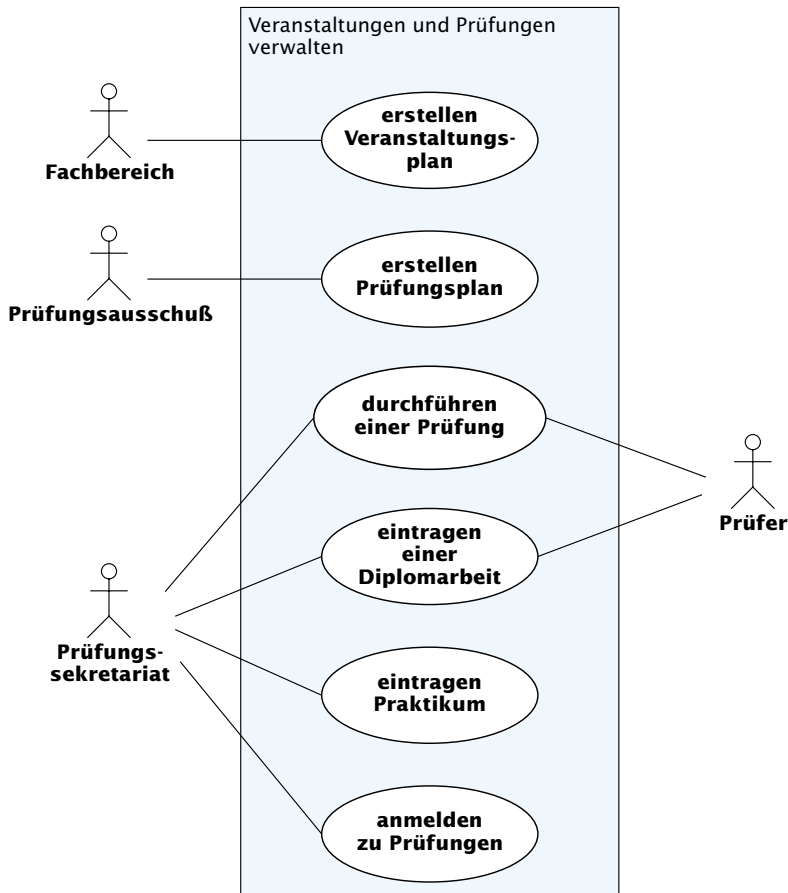 Veranstaltungen und Prüfungen
verwalten
erstellen
Veranstaltungs-
plan
Fachbereich
erstellen
Prüfungsplan
Prüfungsausschuß
durchführen
einer Prüfung
Prüfer
eintragen
einer
Diplomarbeit
Prüfungs-
sekretariat
eintragen
Praktikum
anmelden
zu Prüfungen